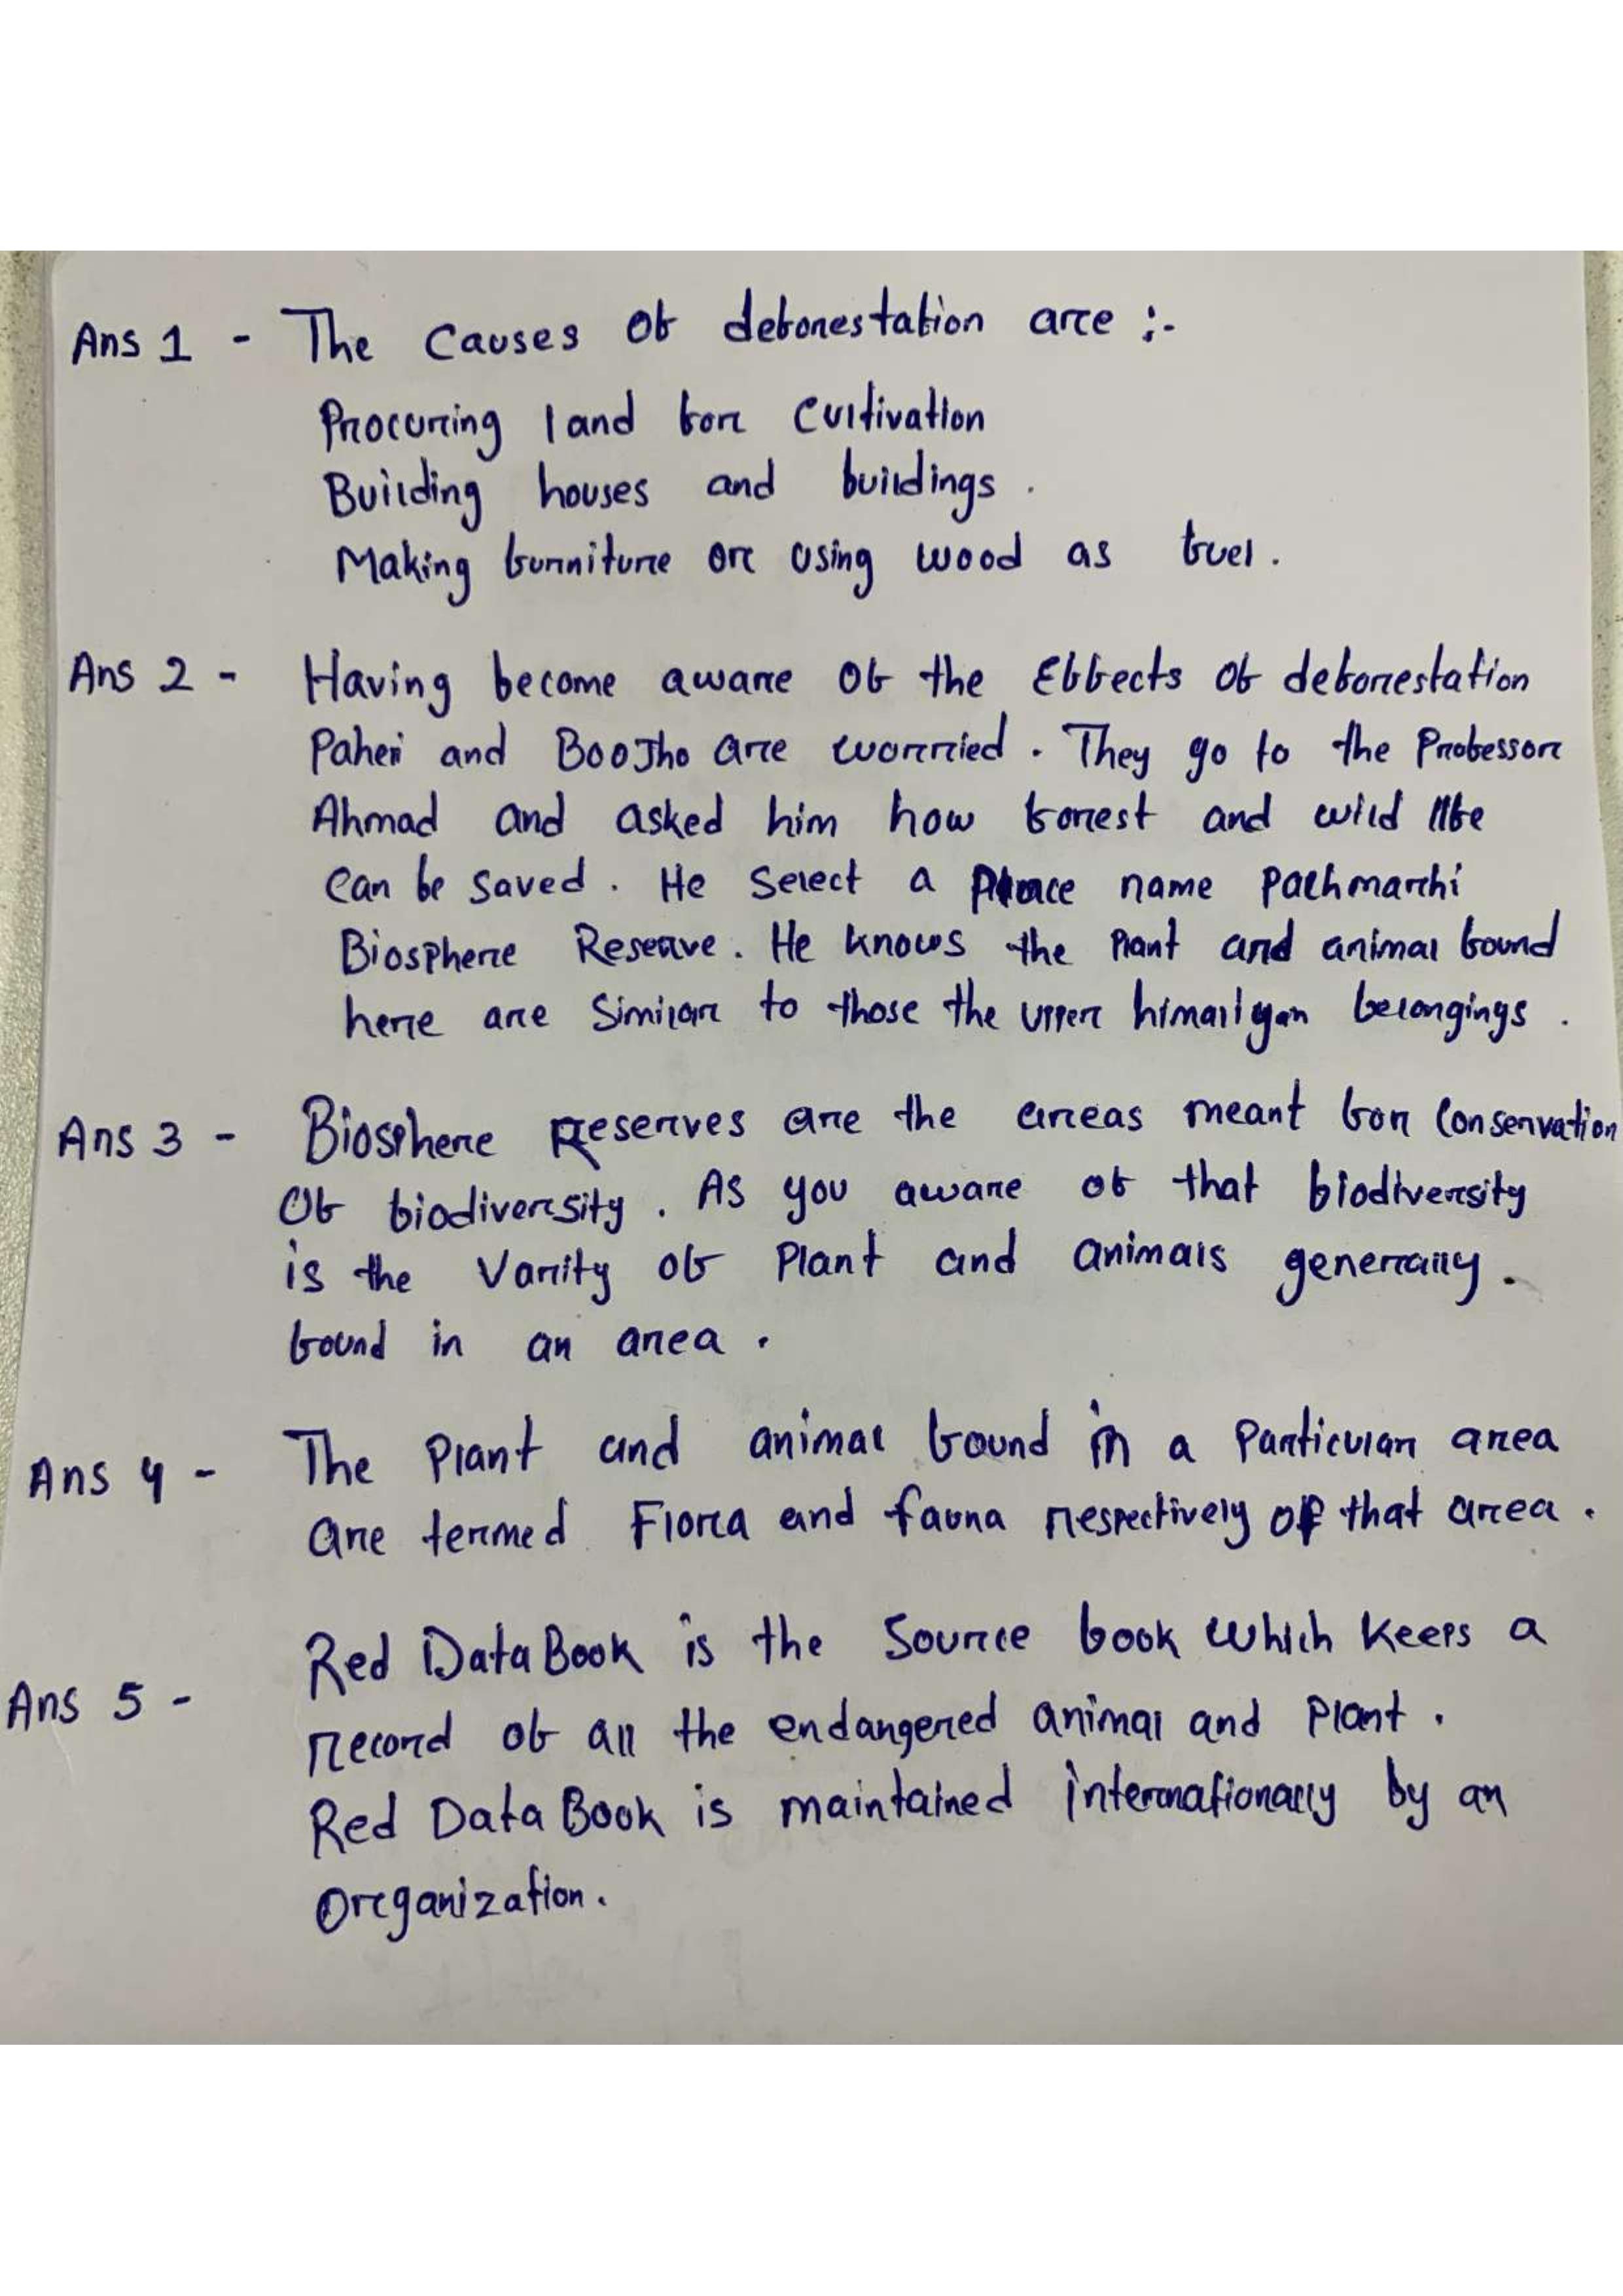 Ans 1 - The Causes of deforestation are :-
Procuring land for Cultivation
Building houses and buildings .
Making furniture or using wood as fuel .
Ans 2 - Having become aware of the Effects of deforestation
Paheli and Boojho are worried . They go to the Professor
Ahmad and asked him how forest and wild life
can be saved . He Select a Place name Pachmarhi
Biosphere Reserve . He knows the Plant and animal found
here are Similar to those the upper himailyan belongings .
Ans 3 - Biosphere Reserves are the areas meant for Conservation
Of biodiversity . As you aware of that biodiversity
is the Varity of Plant and animals generally .
found in an area .
Ans 4 - The Plant and animal found in a Particular area
are termed Flora and fauna respectively of that area .
Ans 5 - Red Data Book is the Source book which Keeps a
record of all the endangered animal and Plant .
Red Data Book is maintained internationally by an
Organization .